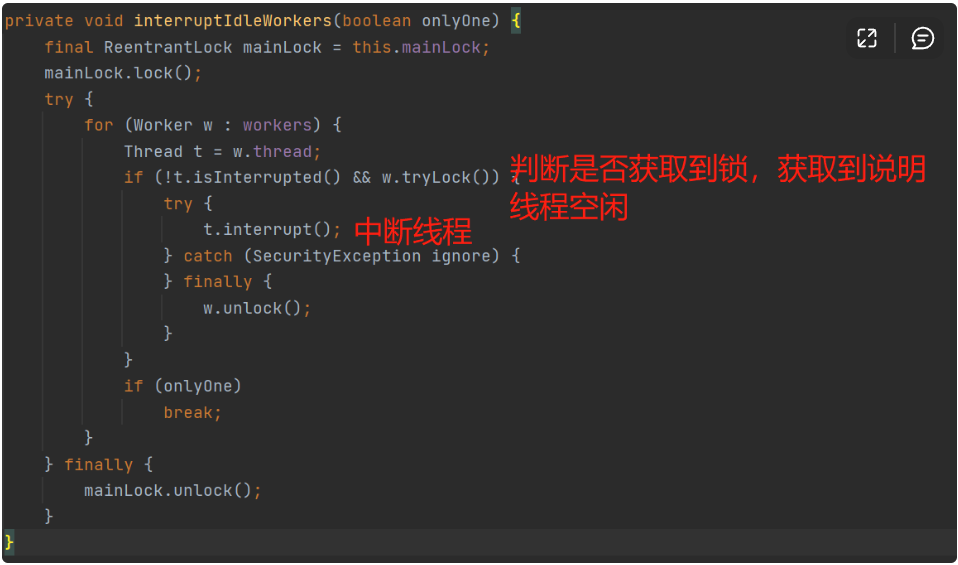 private void interruptIdleWorkers(boolean onlyOne) {
final ReentrantLock mainLock = this.mainLock;
mainLock.lock();
try {
for (Worker w : workers) {
Thread t = w.thread;
if (!t.isInterrupted() && w.tryLock()) {
判断是否获取到锁，获取到说明
线程空闲
try {
t.interrupt();
中断线程
} catch (SecurityException ignore) {
} finally {
w.unlock();
}
}
if (onlyOne)
break;
}
} finally {
mainLock.unlock();
}
}